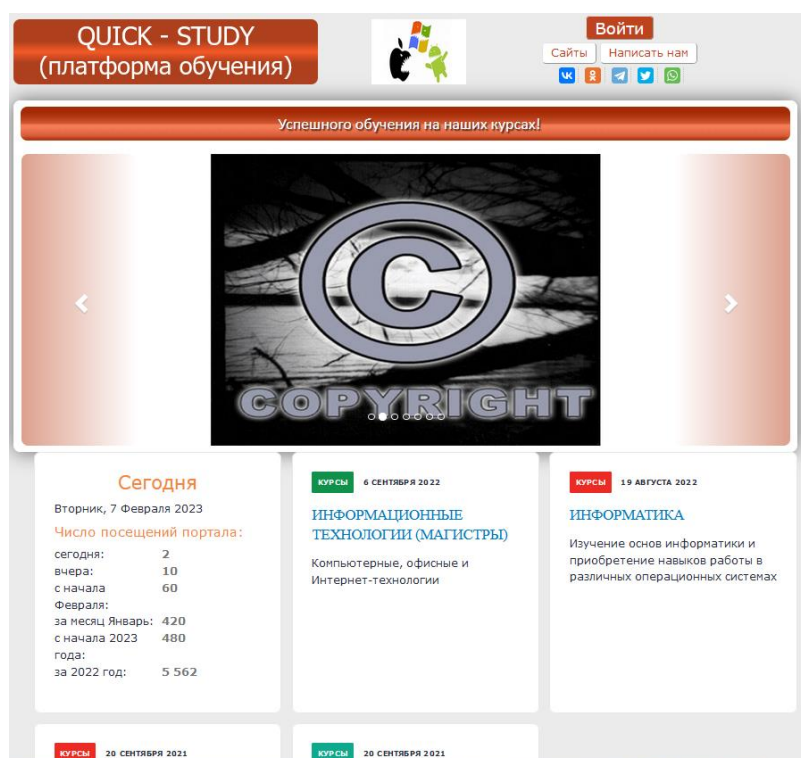 QUICK - STUDY
(платформа обучения)
Войти
Сайты
Написать нам
Успешного обучения на наших курсах!
COPYRIGHT
Сегодня
Вторник, 7 Февраля 2023
Число посещений портала:
сегодня: 2
вчера: 10
с начала 60
Февраля:
за месяц Январь: 420
с начала 2023 480
года:
за 2022 год: 5 562
КУРСЫ 6 СЕНТЯБРЯ 2022
ИНФОРМАЦИОННЫЕ
ТЕХНОЛОГИИ (МАГИСТРЫ)
Компьютерные, офисные и
Интернет-технологии
КУРСЫ 19 АВГУСТА 2022
ИНФОРМАТИКА
Изучение основ информатики и
приобретение навыков работы в
различных операционных системах
КУРСЫ 20 СЕНТЯБРЯ 2021
КУРСЫ 20 СЕНТЯБРЯ 2021